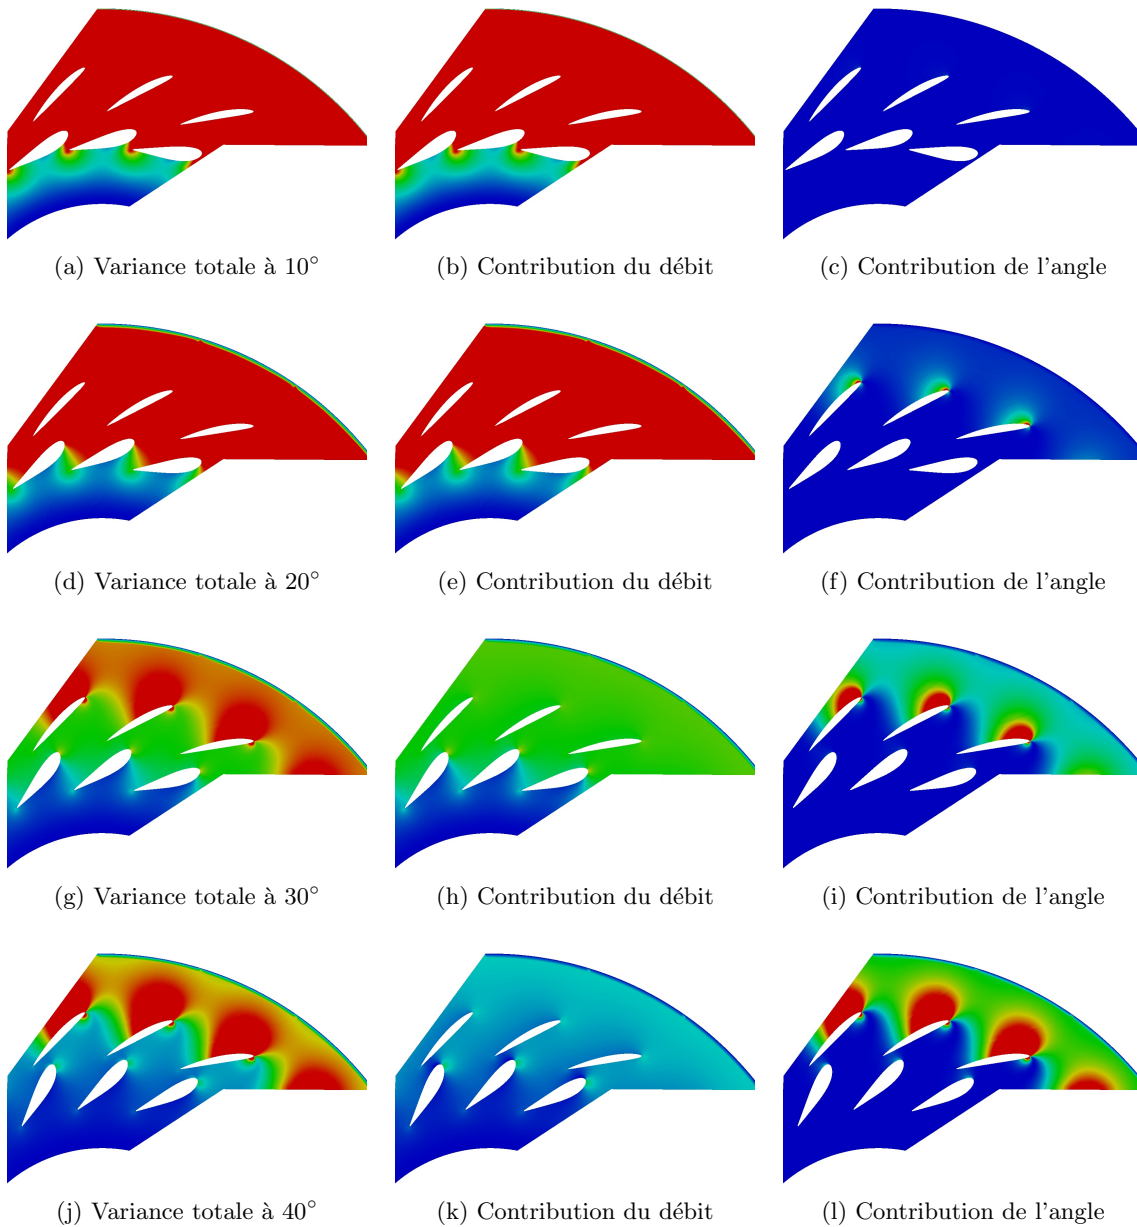 (a) Variance totale à 10°
(b) Contribution du débit
(c) Contribution de l'angle
(d) Variance totale à 20°
(e) Contribution du débit
(f) Contribution de l'angle
(g) Variance totale à 30°
(h) Contribution du débit
(i) Contribution de l'angle
(j) Variance totale à 40°
(k) Contribution du débit
(l) Contribution de l'angle